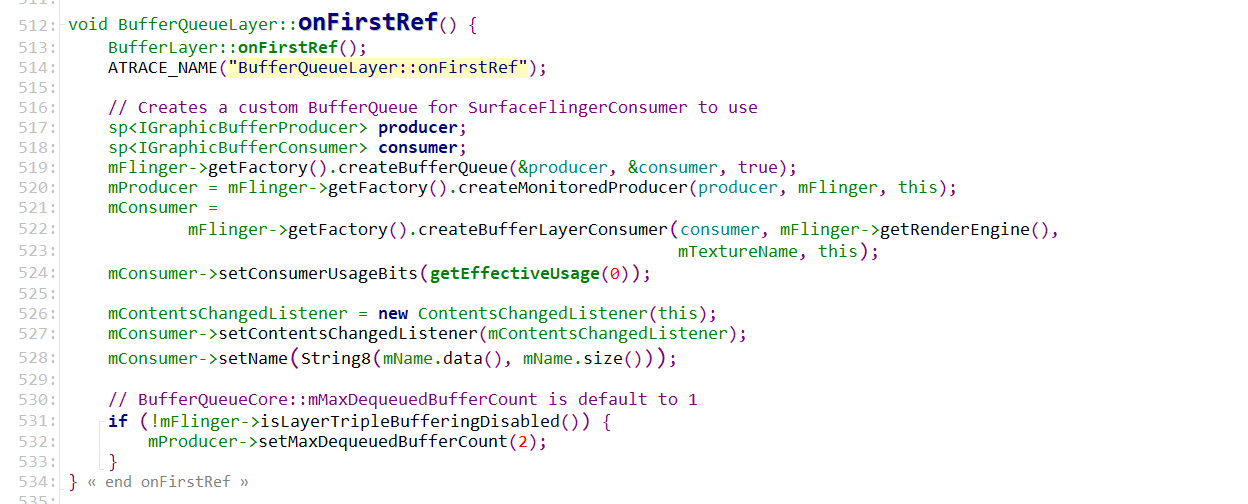 511:
512: void BufferQueueLayer::onFirstRef() {
513:     BufferLayer::onFirstRef();
514:     ATRACE_NAME("BufferQueueLayer::onFirstRef");
515:
516:     // Creates a custom BufferQueue for SurfaceFlingerConsumer to use
517:     sp<IGraphicBufferProducer> producer;
518:     sp<IGraphicBufferConsumer> consumer;
519:     mFlinger->getFactory().createBufferQueue(&producer, &consumer, true);
520:     mProducer = mFlinger->getFactory().createMonitoredProducer(producer, mFlinger, this);
521:     mConsumer =
522:             mFlinger->getFactory().createBufferLayerConsumer(consumer, mFlinger->getRenderEngine(),
523:                                                              mTextureName, this);
524:     mConsumer->setConsumerUsageBits(getEffectiveUsage(0));
525:
526:     mContentsChangedListener = new ContentsChangedListener(this);
527:     mConsumer->setContentsChangedListener(mContentsChangedListener);
528:     mConsumer->setName(String8(mName.data(), mName.size()));
529:
530:     // BufferQueueCore::mMaxDequeuedBufferCount is default to 1
531:     if (!mFlinger->isLayerTripleBufferingDisabled()) {
532:         mProducer->setMaxDequeuedBufferCount(2);
533:     }
534: } « end onFirstRef »
535: